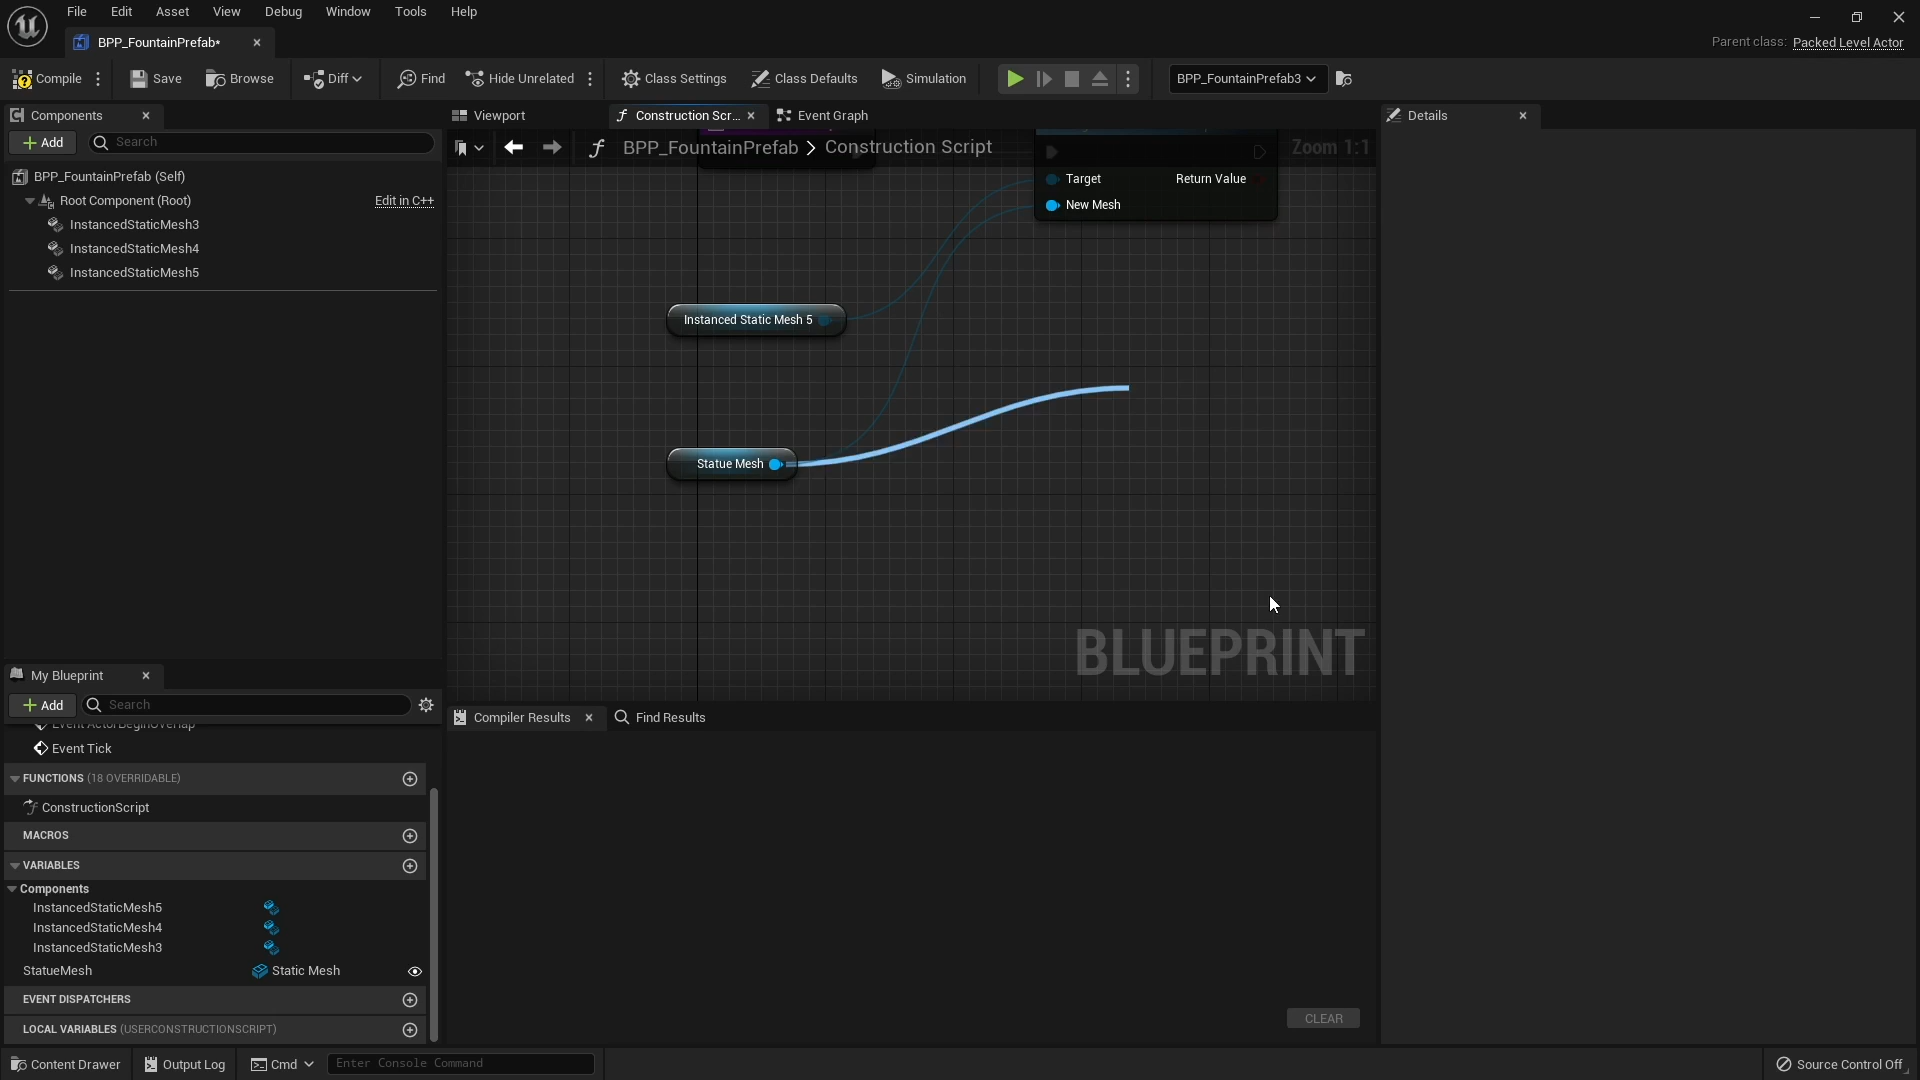 File Edit Asset View Debug Window Tools Help
BPP_FountainPrefab*
Parent class: Packed Level Actor
Compile Save Browse Diff Find Hide Unrelated Class Settings Class Defaults Simulation BPP_FountainPrefab3
Components
Viewport Construction Scr... Event Graph
Details
Add Search
BPP_FountainPrefab > Construction Script
Zoom 1:1
BPP_FountainPrefab (Self)
Root Component (Root) Edit in C++
InstancedStaticMesh3
InstancedStaticMesh4
InstancedStaticMesh5
Target Return Value
New Mesh
Instanced Static Mesh 5
Statue Mesh
BLUEPRINT
My Blueprint
Add Search
Event ActorBeginOverlap
Event Tick
FUNCTIONS (18 OVERRIDABLE)
ConstructionScript
MACROS
VARIABLES
Components
InstancedStaticMesh5
InstancedStaticMesh4
InstancedStaticMesh3
StatueMesh Static Mesh
EVENT DISPATCHERS
LOCAL VARIABLES (USERCONSTRUCTIONSCRIPT)
Compiler Results Find Results
CLEAR
Content Drawer Output Log Cmd Enter Console Command Source Control Off